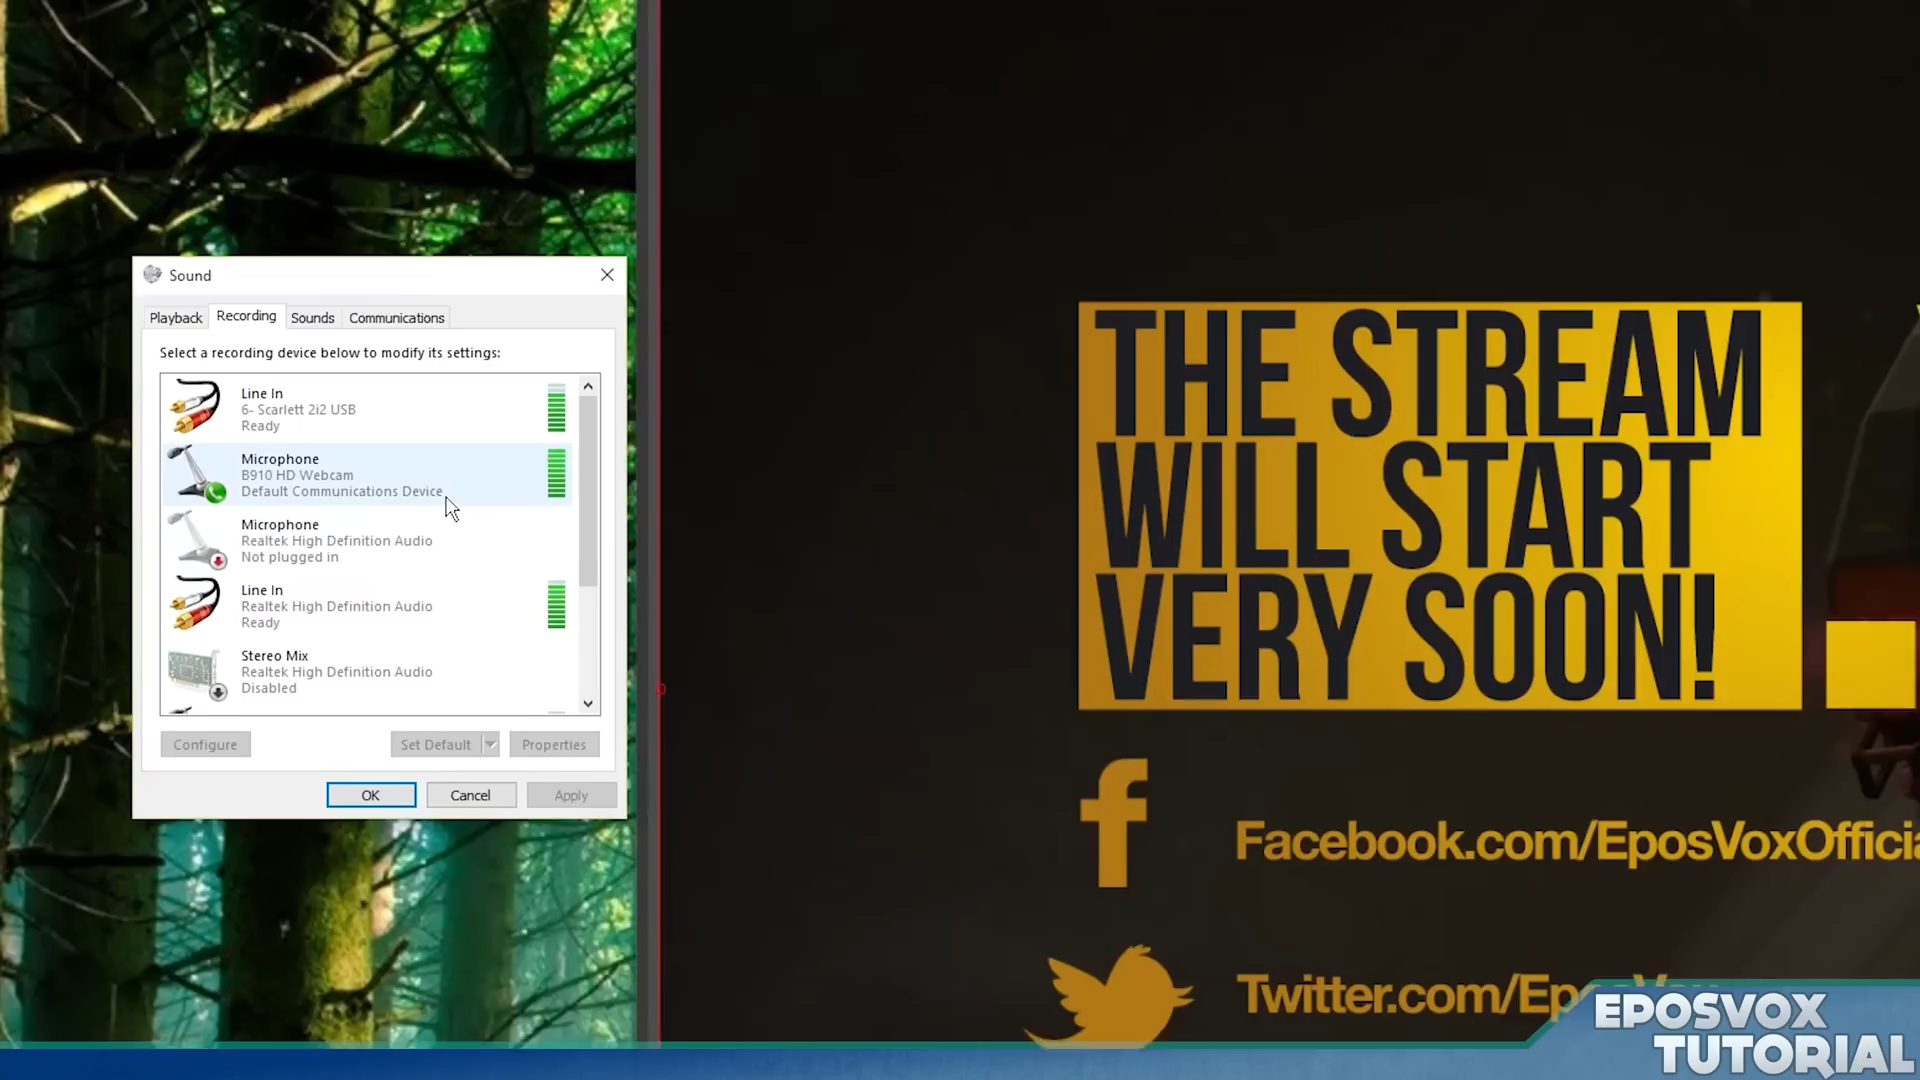 Sound
Playback
Recording
Sounds
Communications
Select a recording device below to modify its settings:
Line In
6- Scarlett 2i2 USB
Ready
Microphone
B910 HD Webcam
Default Communications Device
Microphone
Realtek High Definition Audio
Not plugged in
Line In
Realtek High Definition Audio
Ready
Stereo Mix
Realtek High Definition Audio
Disabled
Configure
Set Default
Properties
OK
Cancel
Apply
THE STREAM
WILL START
VERY SOON!
Facebook.com/EposVoxOfficia
Twitter.com/EposVox
EPOSVOX
TUTORIAL